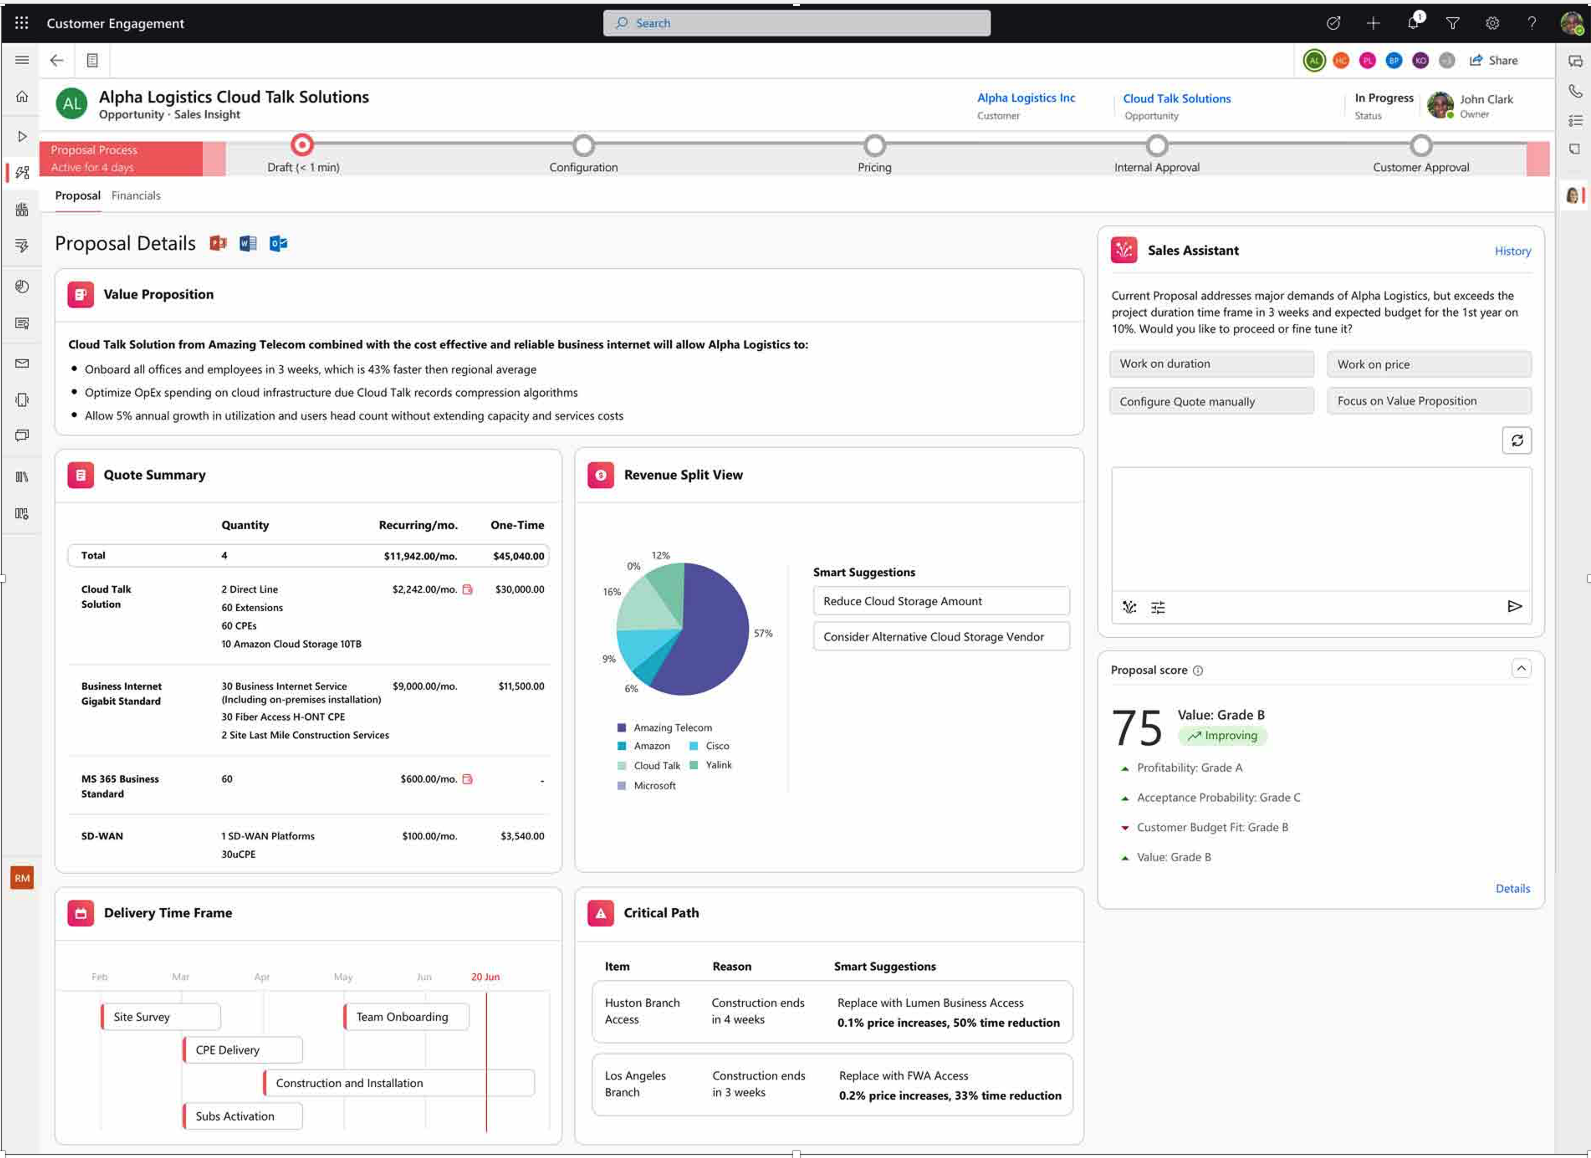 Customer Engagement
Search
1
AL HC PL BP KO +3
Share
AL
Alpha Logistics Cloud Talk Solutions
Opportunity · Sales Insight
Alpha Logistics Inc
Customer
Cloud Talk Solutions
Opportunity
In Progress
Status
John Clark
Owner
Proposal Process
Active for 4 days
Draft (< 1 min)
Configuration
Pricing
Internal Approval
Customer Approval
Proposal Financials
Proposal Details
Value Proposition
Cloud Talk Solution from Amazing Telecom combined with the cost effective and reliable business internet will allow Alpha Logistics to:
• Onboard all offices and employees in 3 weeks, which is 43% faster then regional average
• Optimize OpEx spending on cloud infrastructure due Cloud Talk records compression algorithms
• Allow 5% annual growth in utilization and users head count without extending capacity and services costs
Quote Summary
Quantity Recurring/mo. One-Time
Total 4 $11,942.00/mo. $45,040.00
Cloud Talk
Solution
2 Direct Line $2,242.00/mo. $30,000.00
60 Extensions
60 CPEs
10 Amazon Cloud Storage 10TB
Business Internet
Gigabit Standard
30 Business Internet Service $9,000.00/mo. $11,500.00
(Including on-premises installation)
30 Fiber Access H-ONT CPE
2 Site Last Mile Construction Services
MS 365 Business
Standard
60 $600.00/mo. -
SD-WAN 1 SD-WAN Platforms $100.00/mo. $3,540.00
30uCPE
Revenue Split View
12%
0%
16%
57%
9%
6%
Amazing Telecom
Amazon Cisco
Cloud Talk Yalink
Microsoft
Smart Suggestions
Reduce Cloud Storage Amount
Consider Alternative Cloud Storage Vendor
Delivery Time Frame
Feb Mar Apr May Jun 20 Jun
Site Survey
Team Onboarding
CPE Delivery
Construction and Installation
Subs Activation
Critical Path
Item Reason Smart Suggestions
Huston Branch
Access
Construction ends
in 4 weeks
Replace with Lumen Business Access
0.1% price increases, 50% time reduction
Los Angeles
Branch
Construction ends
in 3 weeks
Replace with FWA Access
0.2% price increases, 33% time reduction
Sales Assistant
History
Current Proposal addresses major demands of Alpha Logistics, but exceeds the
project duration time frame in 3 weeks and expected budget for the 1st year on
10%. Would you like to proceed or fine tune it?
Work on duration
Work on price
Configure Quote manually
Focus on Value Proposition
Proposal score
75
Value: Grade B
Improving
Profitability: Grade A
Acceptance Probability: Grade C
Customer Budget Fit: Grade B
Value: Grade B
Details
RM